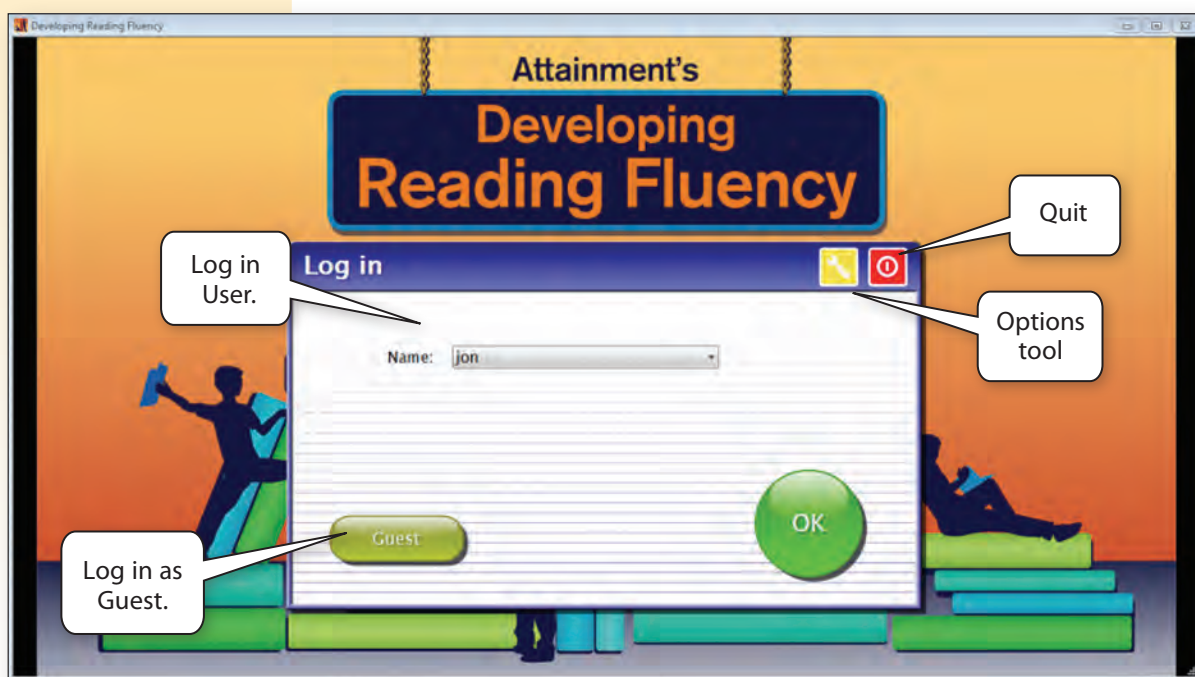 Developing Reading Fluency
Attainment's
Developing
Reading Fluency
Quit
Log in
User.
Log in
Options
tool
Name: jon
Guest
OK
Log in as
Guest.